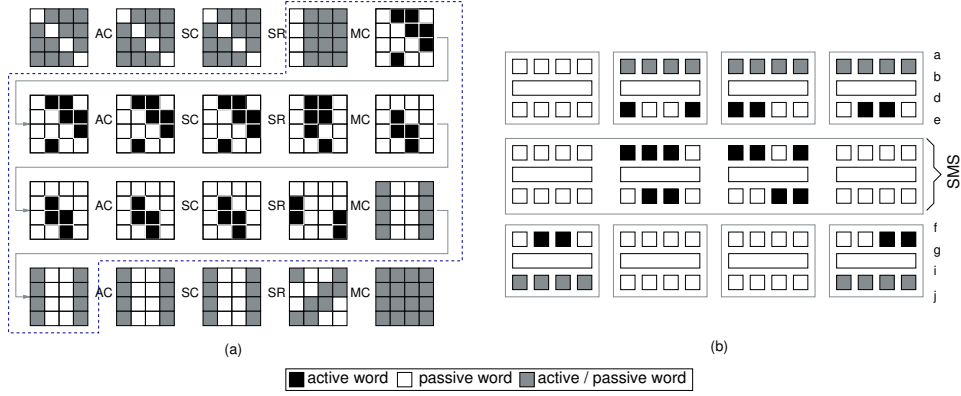 AC SC SR MC
AC SC SR MC
AC SC SR MC
AC SC SR MC
(a)
a
b
d
e
SMS
f
g
i
j
(b)
active word passive word active / passive word